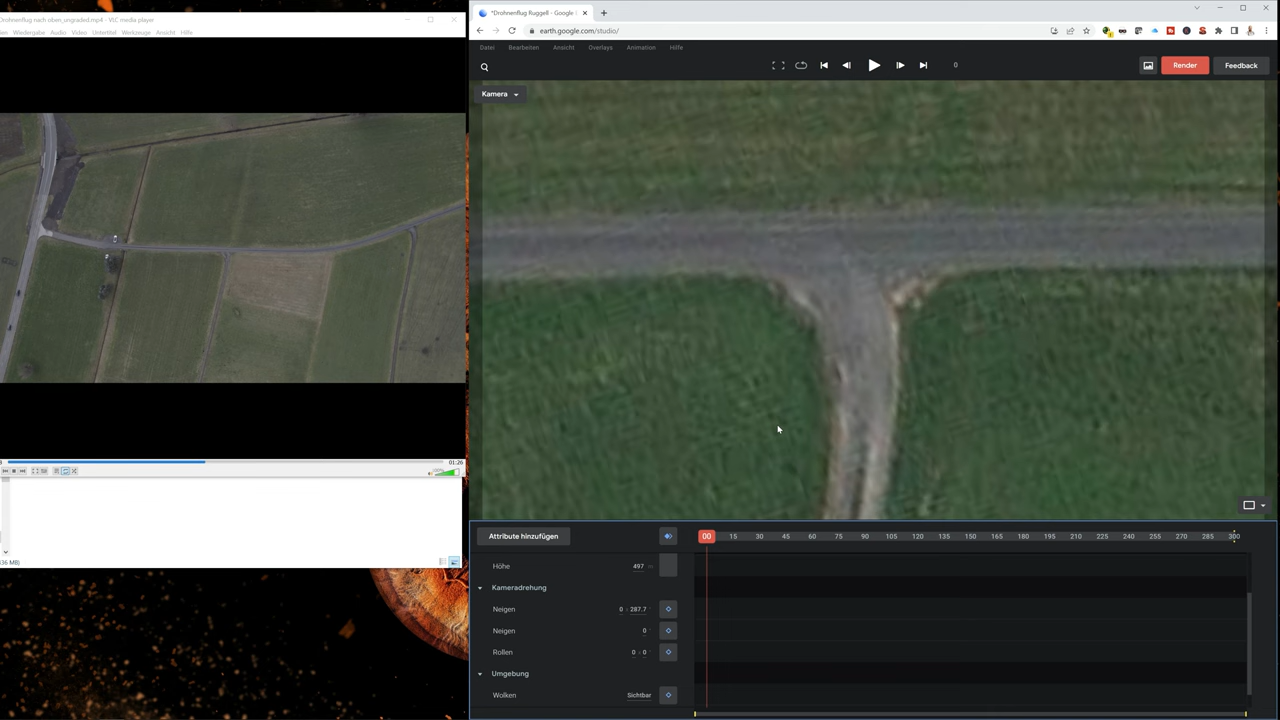 Drohnenflug nach oben_ungraded.mp4 - VLC media player
Wiedergabe Audio Video Untertitel Werkzeuge Ansicht Hilfe
01:26
36 MB)
*Drohnenflug Ruggell - Google
earth.google.com/studio/
Datei Bearbeiten Ansicht Overlays Animation Hilfe
0
Render
Feedback
Kamera
Attribute hinzufügen
00 15 30 45 60 75 90 105 120 135 150 165 180 195 210 225 240 255 270 285 300
Höhe 497 m
Kameradrehung
Neigen 0 x 287.7 °
Neigen 0 °
Rollen 0 x 0 °
Umgebung
Wolken Sichtbar